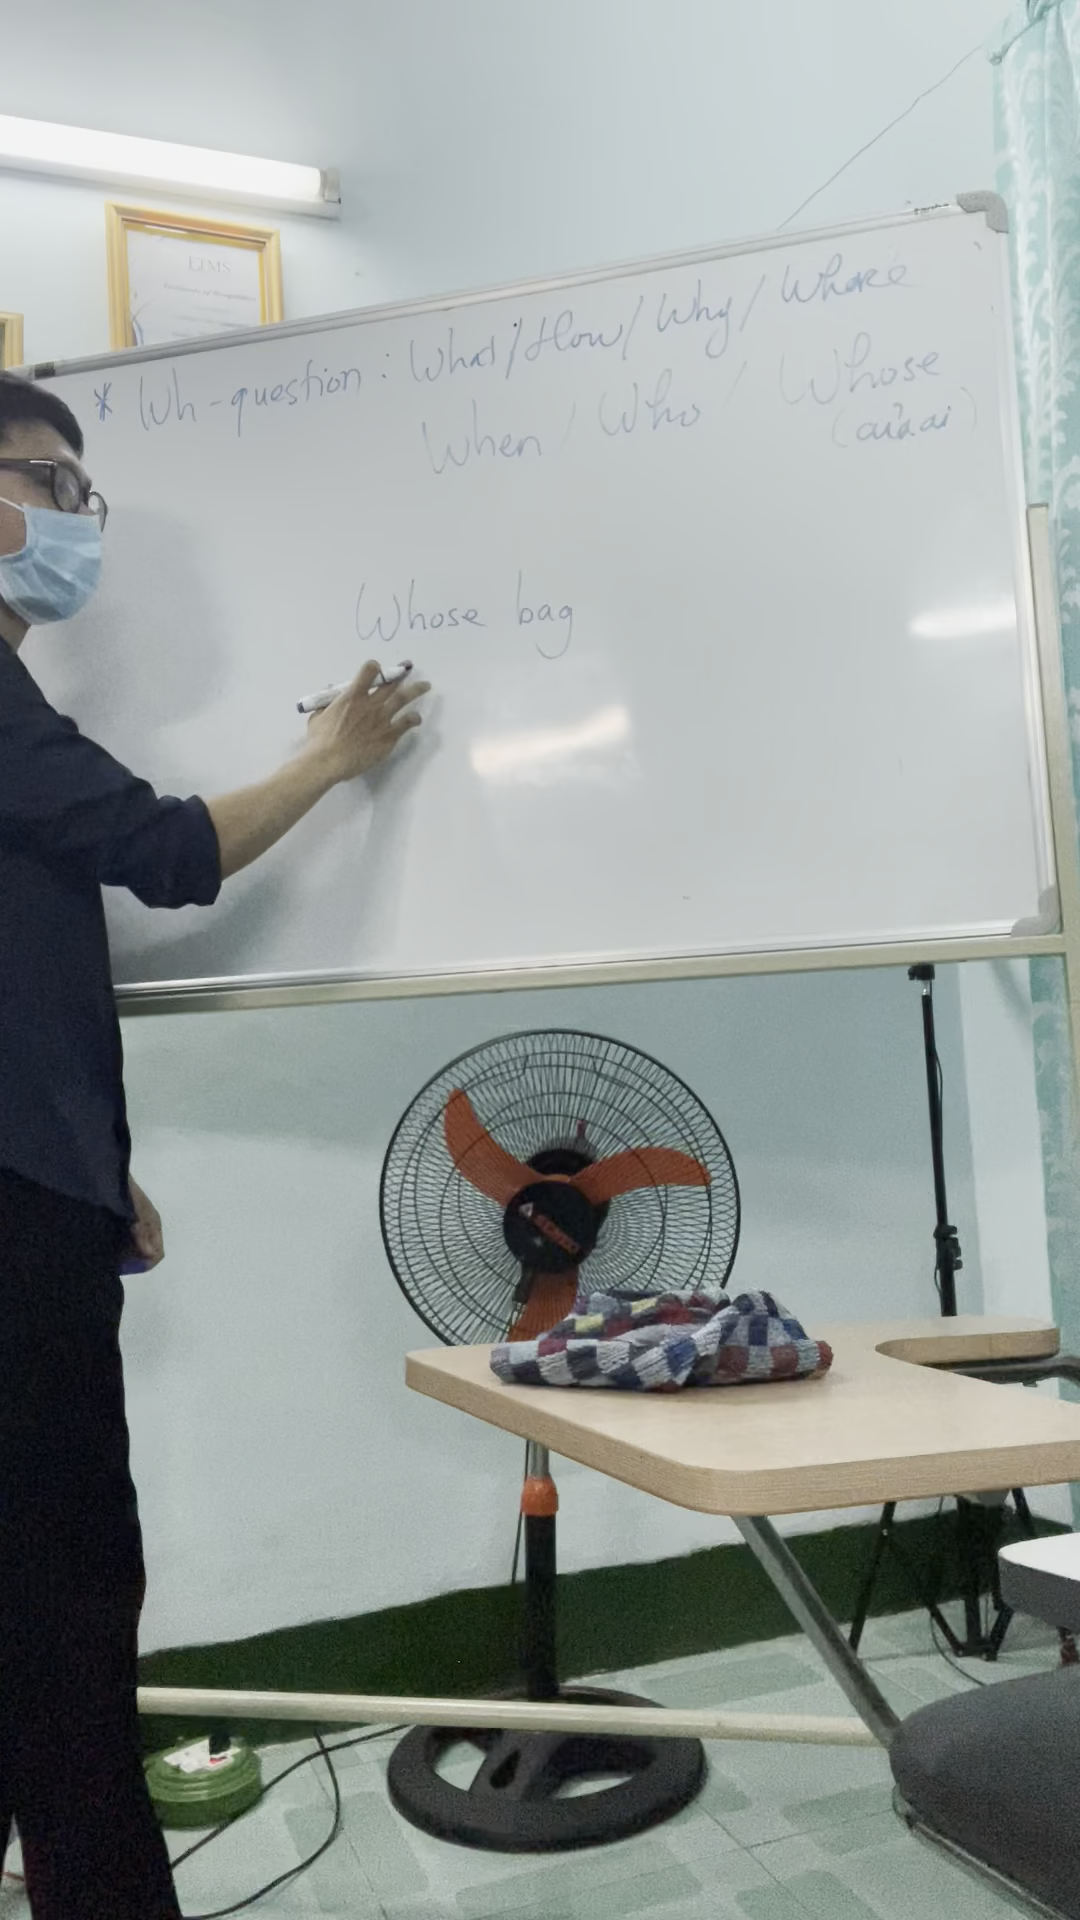 * Wh-question : What / How / Why / Where
When / Who / Whose
(của ai)
Whose bag